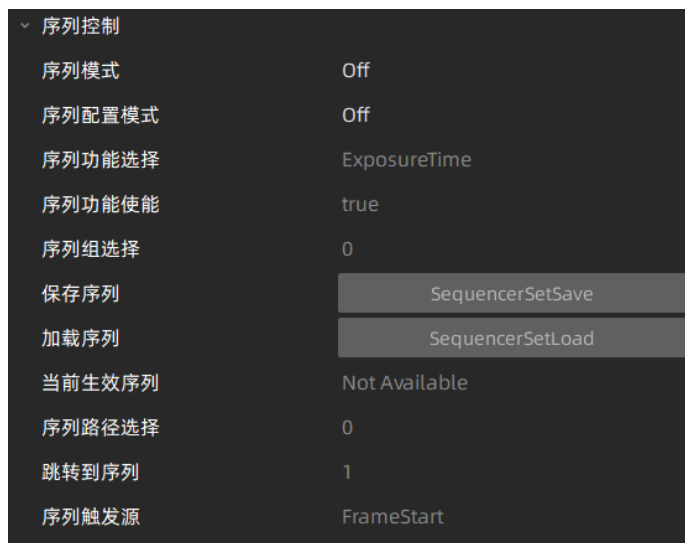 序列控制
序列模式 Off
序列配置模式 Off
序列功能选择 ExposureTime
序列功能使能 true
序列组选择 0
保存序列 SequencerSetSave
加载序列 SequencerSetLoad
当前生效序列 Not Available
序列路径选择 0
跳转到序列 1
序列触发源 FrameStart